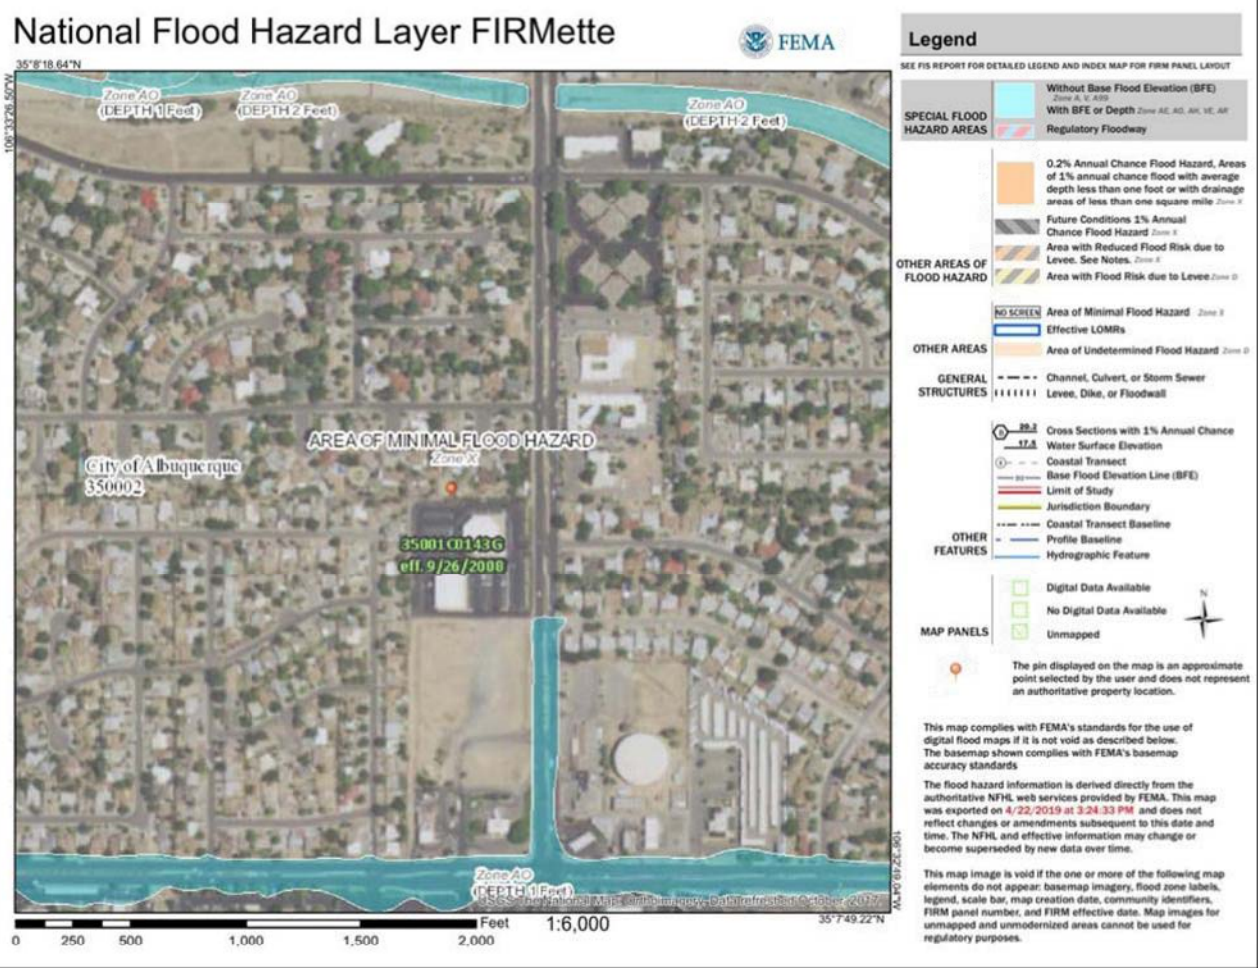 National Flood Hazard Layer FIRMette
FEMA
35°8'18.64"N
106°33'26.50"W
Zone AO
(DEPTH 1 Feet)
Zone AO
(DEPTH 2 Feet)
Zone AO
(DEPTH 2 Feet)
AREA OF MINIMAL FLOOD HAZARD
Zone X
City of Albuquerque
350002
35001C0143G
eff. 9/26/2008
Zone AO
(DEPTH 1 Feet)
USGS The National Map: Orthoimagery. Data refreshed October, 2017.
106°32'49.04"W
35°7'49.22"N
Feet
1:6,000
0
250
500
1,000
1,500
2,000
Legend
SEE FIS REPORT FOR DETAILED LEGEND AND INDEX MAP FOR FIRM PANEL LAYOUT
SPECIAL FLOOD
HAZARD AREAS
Without Base Flood Elevation (BFE)
Zone A, V, A99
With BFE or Depth Zone AE, AO, AH, VE, AR
Regulatory Floodway
OTHER AREAS OF
FLOOD HAZARD
0.2% Annual Chance Flood Hazard, Areas
of 1% annual chance flood with average
depth less than one foot or with drainage
areas of less than one square mile Zone X
Future Conditions 1% Annual
Chance Flood Hazard Zone X
Area with Reduced Flood Risk due to
Levee. See Notes. Zone X
Area with Flood Risk due to Levee Zone D
OTHER AREAS
NO SCREEN Area of Minimal Flood Hazard Zone X
Effective LOMRs
Area of Undetermined Flood Hazard Zone D
GENERAL
STRUCTURES
Channel, Culvert, or Storm Sewer
Levee, Dike, or Floodwall
OTHER
FEATURES
B 20.2 Cross Sections with 1% Annual Chance
17.5 Water Surface Elevation
Coastal Transect
Base Flood Elevation Line (BFE)
Limit of Study
Jurisdiction Boundary
Coastal Transect Baseline
Profile Baseline
Hydrographic Feature
MAP PANELS
Digital Data Available
No Digital Data Available
Unmapped
N
The pin displayed on the map is an approximate
point selected by the user and does not represent
an authoritative property location.
This map complies with FEMA's standards for the use of
digital flood maps if it is not void as described below.
The basemap shown complies with FEMA's basemap
accuracy standards
The flood hazard information is derived directly from the
authoritative NFHL web services provided by FEMA. This map
was exported on 4/22/2019 at 3:24:33 PM and does not
reflect changes or amendments subsequent to this date and
time. The NFHL and effective information may change or
become superseded by new data over time.
This map image is void if the one or more of the following map
elements do not appear: basemap imagery, flood zone labels,
legend, scale bar, map creation date, community identifiers,
FIRM panel number, and FIRM effective date. Map images for
unmapped and unmodernized areas cannot be used for
regulatory purposes.